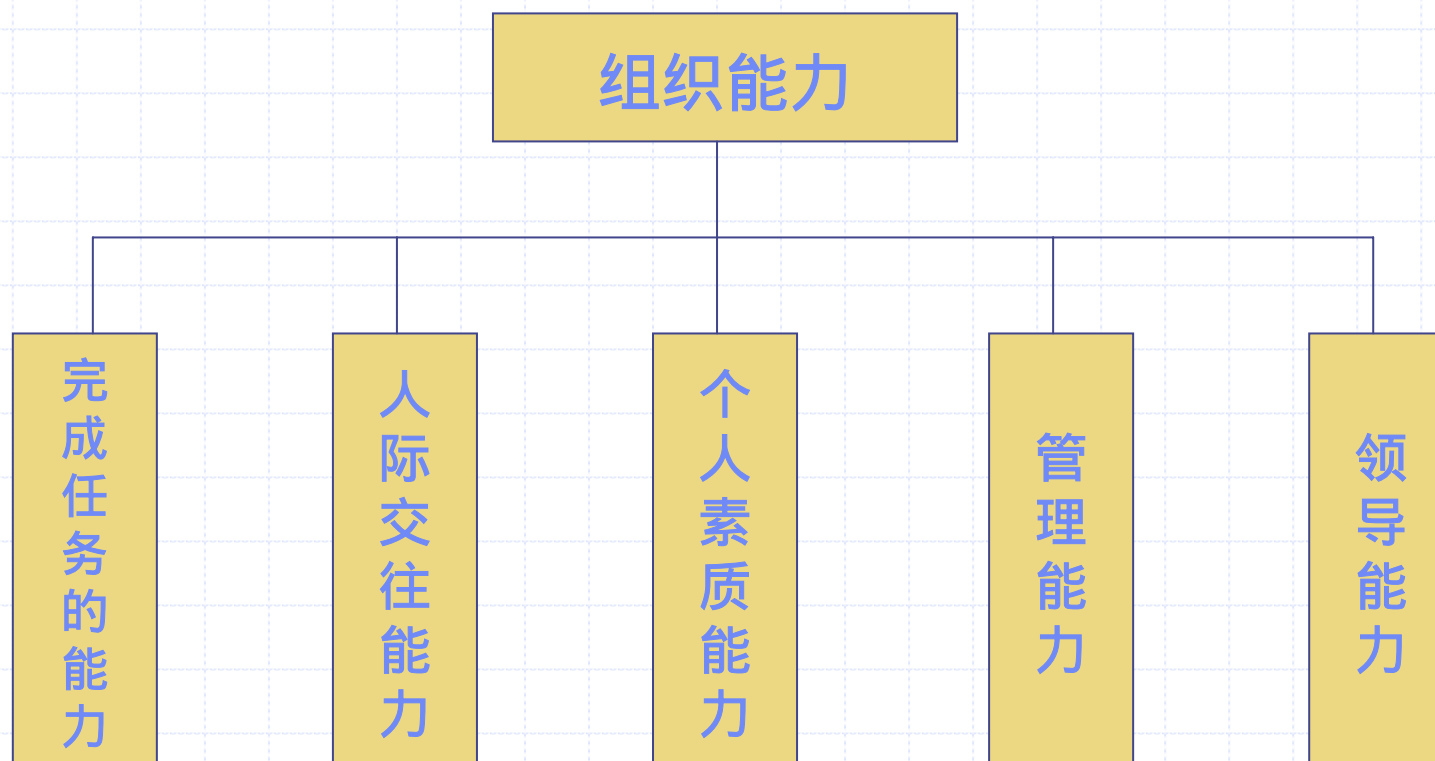 组织能力
完成任务的能力
人际交往能力
个人素质能力
管理能力
领导能力